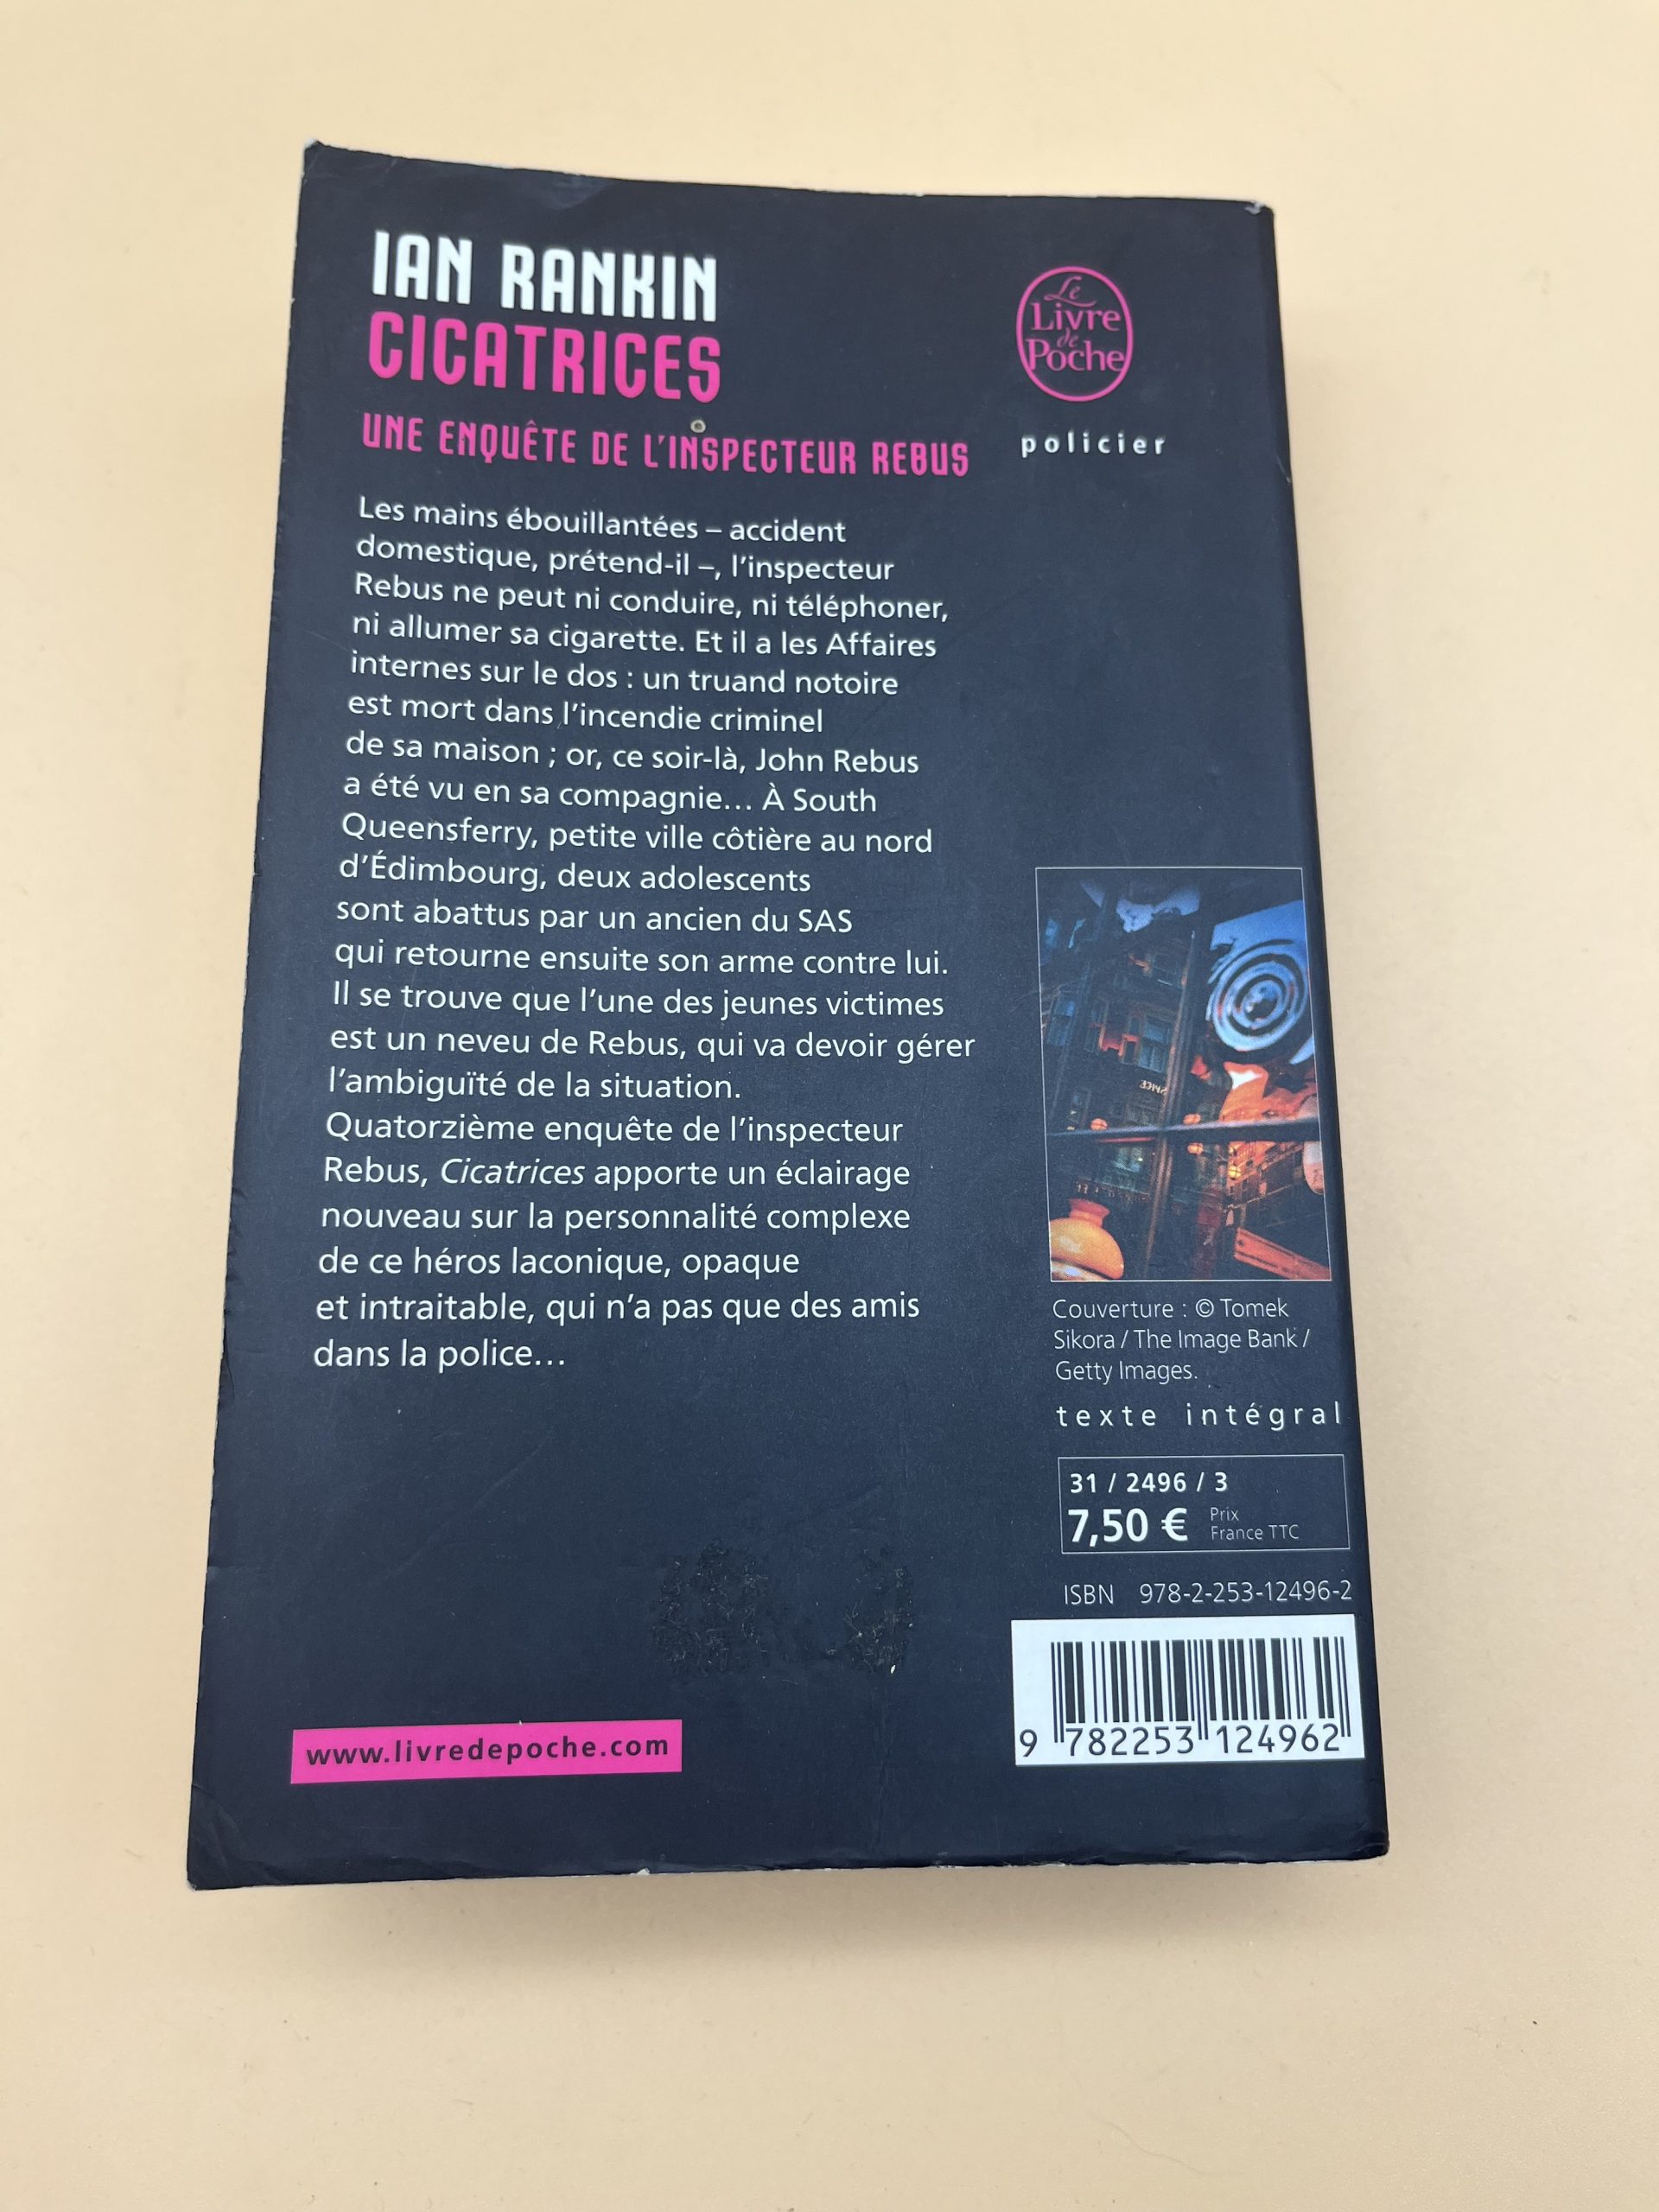 IAN RANKIN
CICATRICES
UNE ENQUÊTE DE L'INSPECTEUR REBUS
Le
Livre
de
Poche
policier
Les mains ébouillantées – accident
domestique, prétend-il –, l'inspecteur
Rebus ne peut ni conduire, ni téléphoner,
ni allumer sa cigarette. Et il a les Affaires
internes sur le dos : un truand notoire
est mort dans l'incendie criminel
de sa maison ; or, ce soir-là, John Rebus
a été vu en sa compagnie… À South
Queensferry, petite ville côtière au nord
d'Édimbourg, deux adolescents
sont abattus par un ancien du SAS
qui retourne ensuite son arme contre lui.
Il se trouve que l'une des jeunes victimes
est un neveu de Rebus, qui va devoir gérer
l'ambiguïté de la situation.
Quatorzième enquête de l'inspecteur
Rebus, Cicatrices apporte un éclairage
nouveau sur la personnalité complexe
de ce héros laconique, opaque
et intraitable, qui n'a pas que des amis
dans la police…
Couverture : © Tomek
Sikora / The Image Bank /
Getty Images.
texte intégral
31 / 2496 / 3
7,50 € Prix
France TTC
ISBN 978-2-253-12496-2
9 782253 124962
www.livredepoche.com